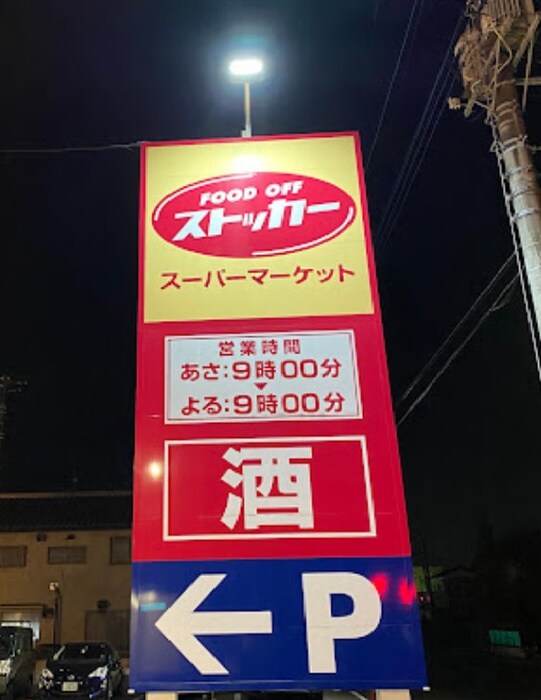 FOOD OFF
ストッカー
スーパーマーケット
営業時間
あさ:9時00分
▼
よる:9時00分
酒
←P